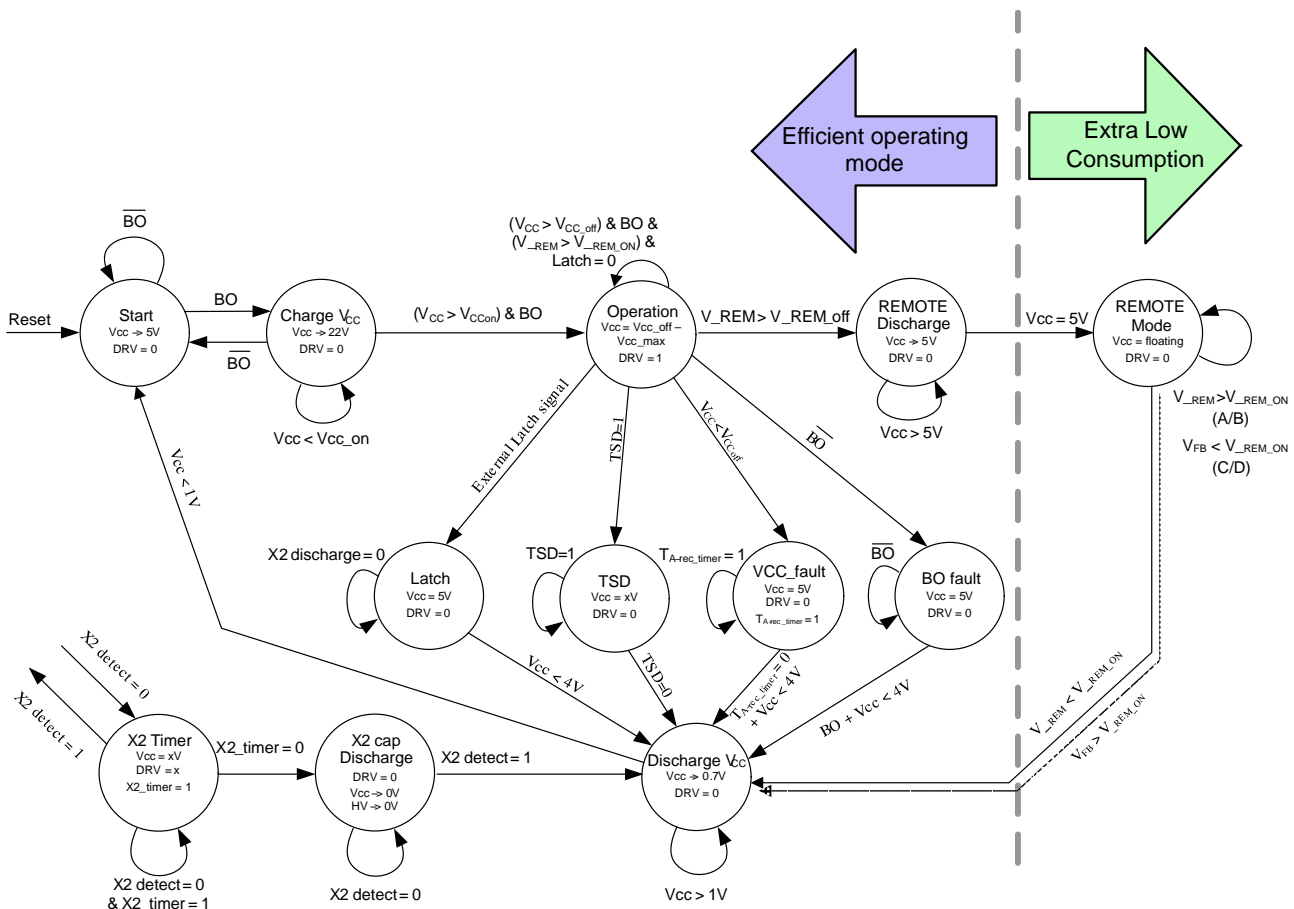 Efficient operating
mode
Extra Low
Consumption
B̅O̅
(VCC > VCC_off) & BO &
(V_REM > V_REM_ON) &
Latch = 0
Reset
Start
Vcc → 5V
DRV = 0
BO
B̅O̅
Charge VCC
Vcc → 22V
DRV = 0
Vcc < Vcc_on
(VCC > VCCon) & BO
Operation
Vcc = Vcc_off –
Vcc_max
DRV = 1
V_REM > V_REM_off
REMOTE
Discharge
Vcc → 5V
DRV = 0
Vcc > 5V
Vcc = 5V
REMOTE
Mode
Vcc = floating
DRV = 0
V_REM>V_REM_ON
(A/B)
VFB < V_REM_ON
(C/D)
External Latch signal
TSD=1
VCC<VCCoff
B̅O̅
Vcc < 1V
X2 discharge = 0
Latch
Vcc = 5V
DRV = 0
TSD=1
TSD
Vcc = xV
DRV = 0
TA-rec_timer = 1
VCC_fault
Vcc = 5V
DRV = 0
TA-rec_timer = 1
B̅O̅
BO fault
Vcc = 5V
DRV = 0
Vcc < 4V
TSD=0
TA-rec_timer = 0
+ Vcc < 4V
BO + Vcc < 4V
V_REM < V_REM_ON
VFB > V_REM_ON
X2 detect = 0
X2 detect = 1
X2 Timer
Vcc = xV
DRV = x
X2_timer = 1
X2_timer = 0
X2 cap
Discharge
DRV = 0
Vcc → 0V
HV → 0V
X2 detect = 1
Discharge VCC
Vcc → 0.7V
DRV = 0
X2 detect = 0
& X2_timer = 1
X2 detect = 0
Vcc > 1V